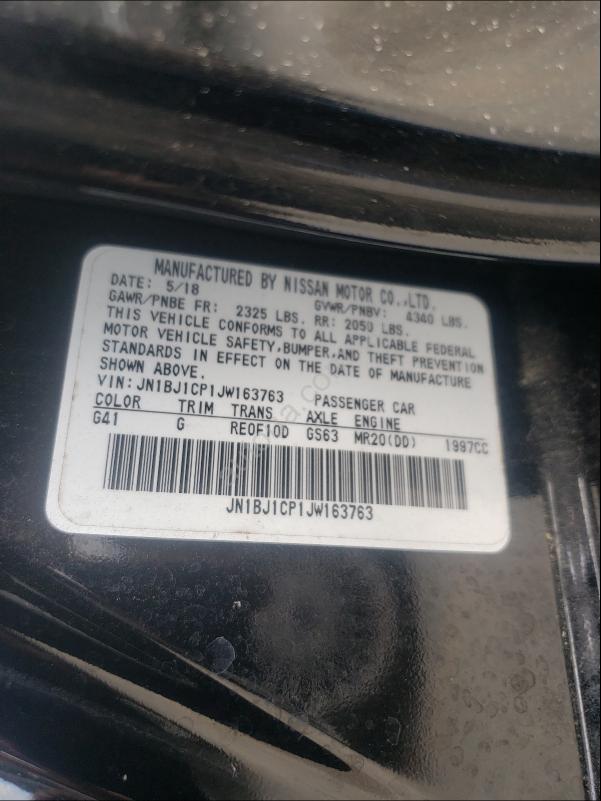 MANUFACTURED BY NISSAN MOTOR CO.,LTD.
DATE: 5/18 GVWR/PNBV: 4340 LBS.
GAWR/PNBE FR: 2325 LBS. RR: 2050 LBS.
THIS VEHICLE CONFORMS TO ALL APPLICABLE FEDERAL
MOTOR VEHICLE SAFETY,BUMPER,AND THEFT PREVENTION
STANDARDS IN EFFECT ON THE DATE OF MANUFACTURE
SHOWN ABOVE.
VIN: JN1BJ1CP1JW163763 PASSENGER CAR
COLOR TRIM TRANS AXLE ENGINE
G41 G RE0F10D GS63 MR20(DD) 1997CC
JN1BJ1CP1JW163763